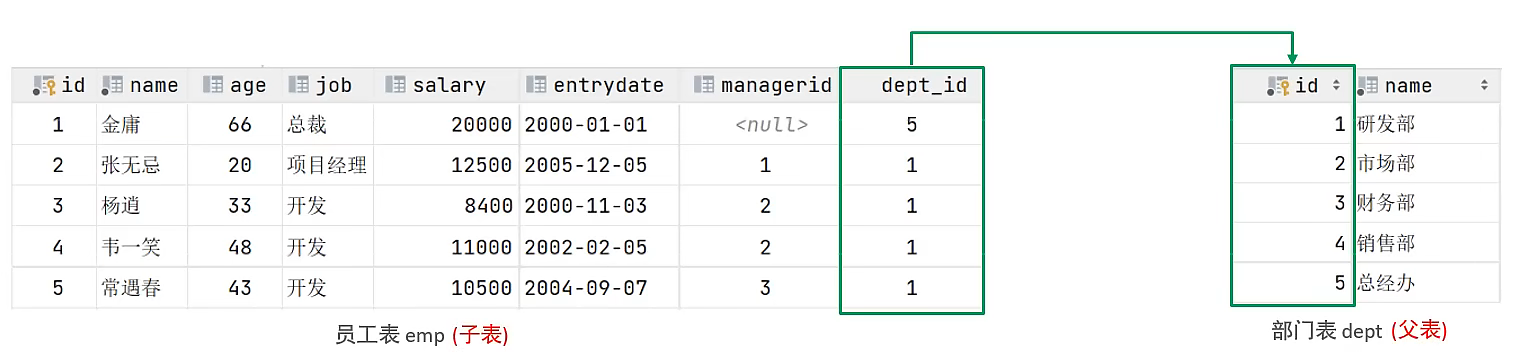 id name age job salary entrydate managerid dept_id
1 金庸 66 总裁 20000 2000-01-01 <null> 5
2 张无忌 20 项目经理 12500 2005-12-05 1 1
3 杨逍 33 开发 8400 2000-11-03 2 1
4 韦一笑 48 开发 11000 2002-02-05 2 1
5 常遇春 43 开发 10500 2004-09-07 3 1
员工表 emp (子表)
id name
1 研发部
2 市场部
3 财务部
4 销售部
5 总经办
部门表 dept (父表)